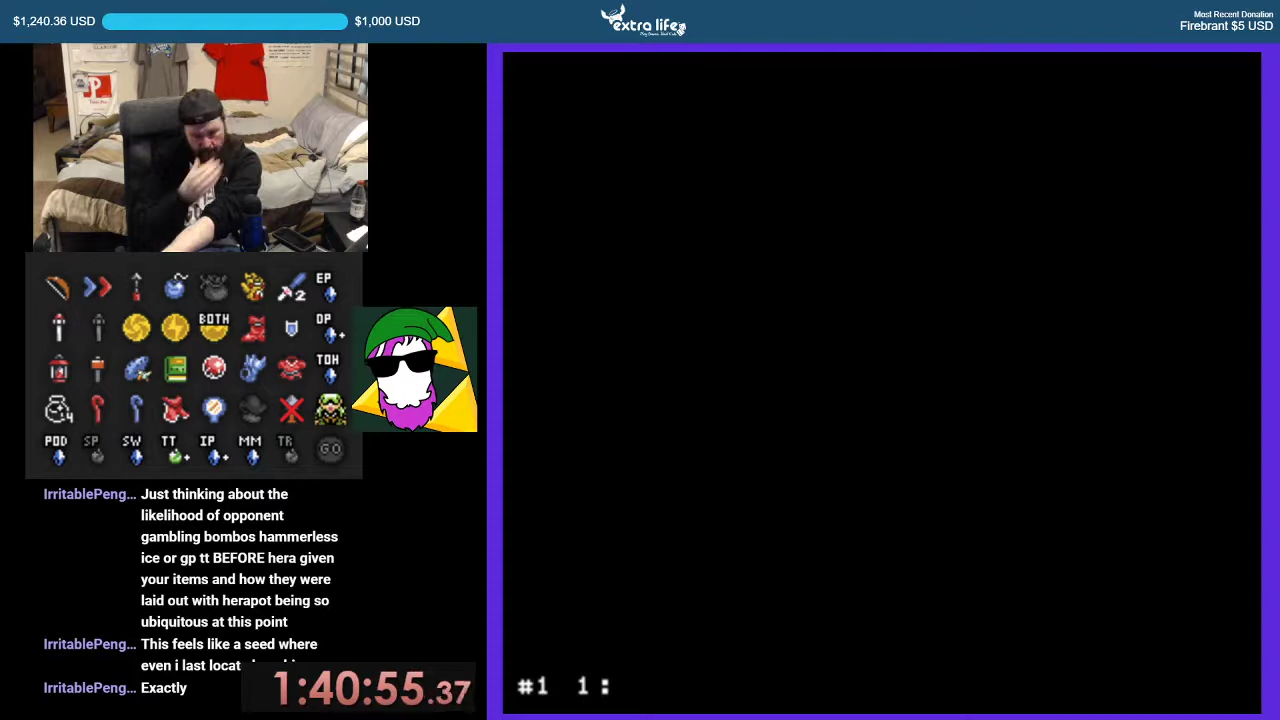 $1,240.36 USD
$1,000 USD
extra life
Most Recent Donation
Firebrant $5 USD
2
EP
BOTH
DP
TOH
4
POD SP SW TT IP MM TR
GO
IrritablePeng... Just thinking about the
likelihood of opponent
gambling bombos hammerless
ice or gp tt BEFORE hera given
your items and how they were
laid out with herapot being so
ubiquitous at this point
IrritablePeng... This feels like a seed where
even i last locat
IrritablePeng... Exactly
1:40:55.37
#1 1: